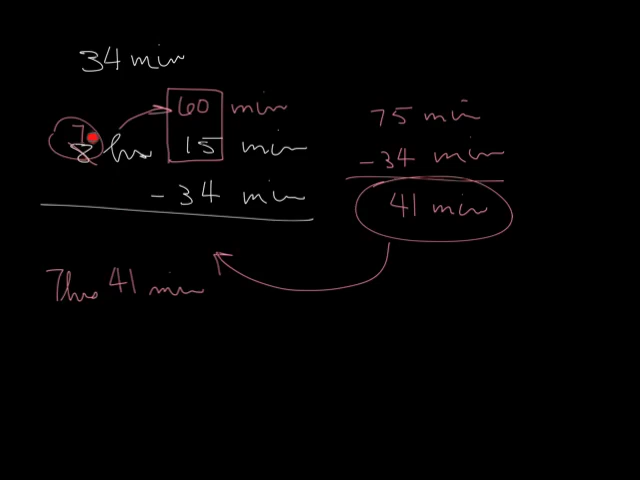 34 min
60 min
7
8 hrs 15 min
- 34 min
7 hrs 41 min
75 min
- 34 min
41 min